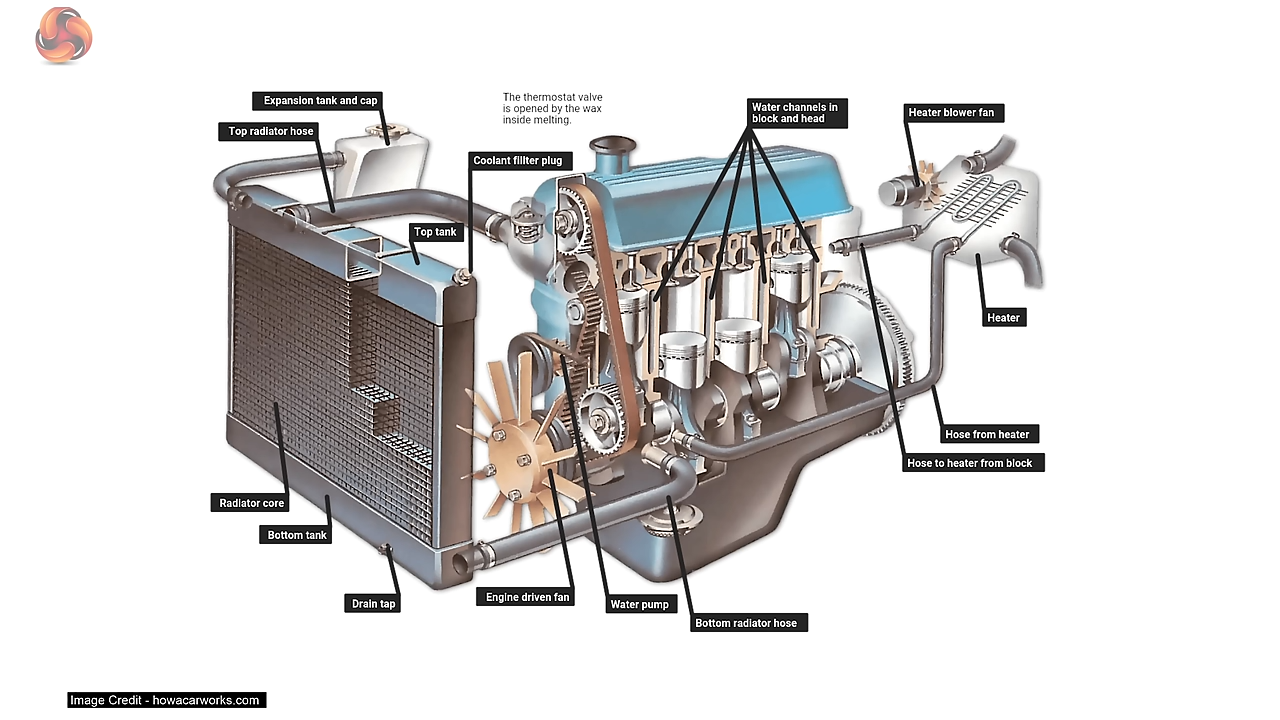 Expansion tank and cap
The thermostat valve
is opened by the wax
inside melting.
Water channels in
block and head
Heater blower fan
Top radiator hose
Coolant fillter plug
Top tank
Heater
Hose from heater
Hose to heater from block
Radiator core
Bottom tank
Drain tap
Engine driven fan
Water pump
Bottom radiator hose
Image Credit - howacarworks.com